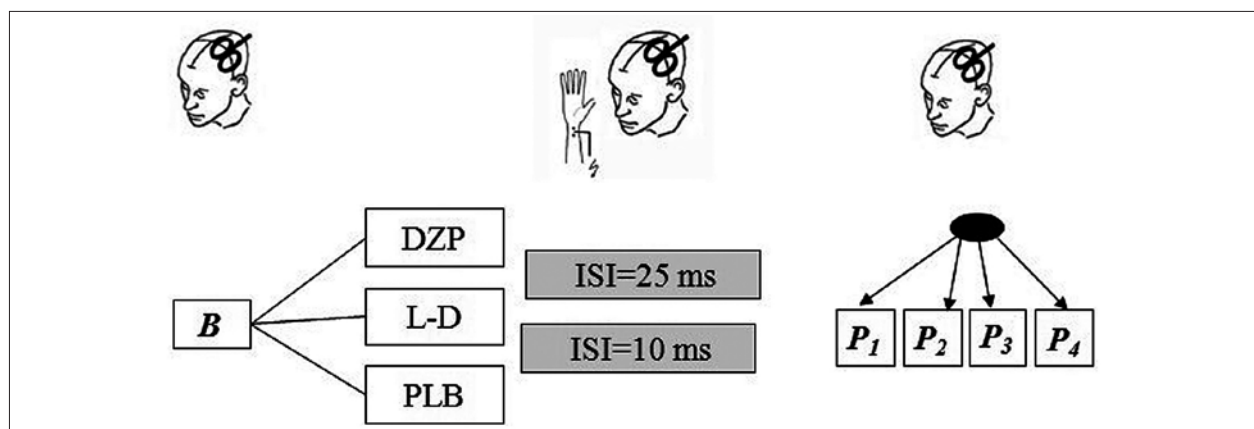 DZP
ISI=25 ms
B
L-D
ISI=10 ms
PLB
P1 P2 P3 P4